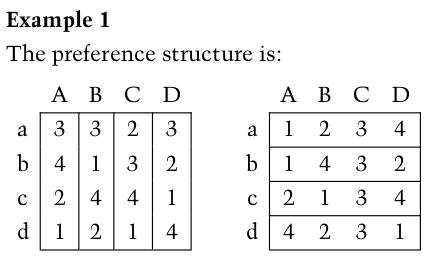 Example 1
The preference structure is:
A B C D A B C D
a 3 3 2 3 a 1 2 3 4
b 4 1 3 2 b 1 4 3 2
c 2 4 4 1 c 2 1 3 4
d 1 2 1 4 d 4 2 3 1